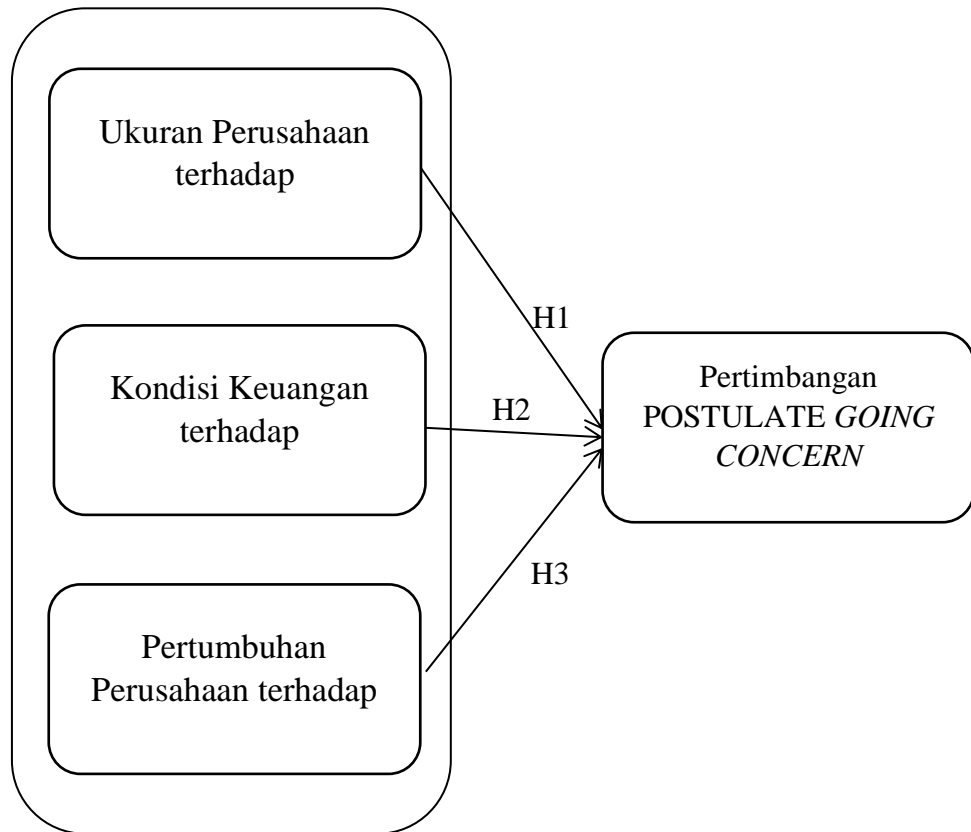 Ukuran Perusahaan
terhadap
H1
Kondisi Keuangan
terhadap
H2
Pertimbangan
POSTULATE GOING
CONCERN
H3
Pertumbuhan
Perusahaan terhadap